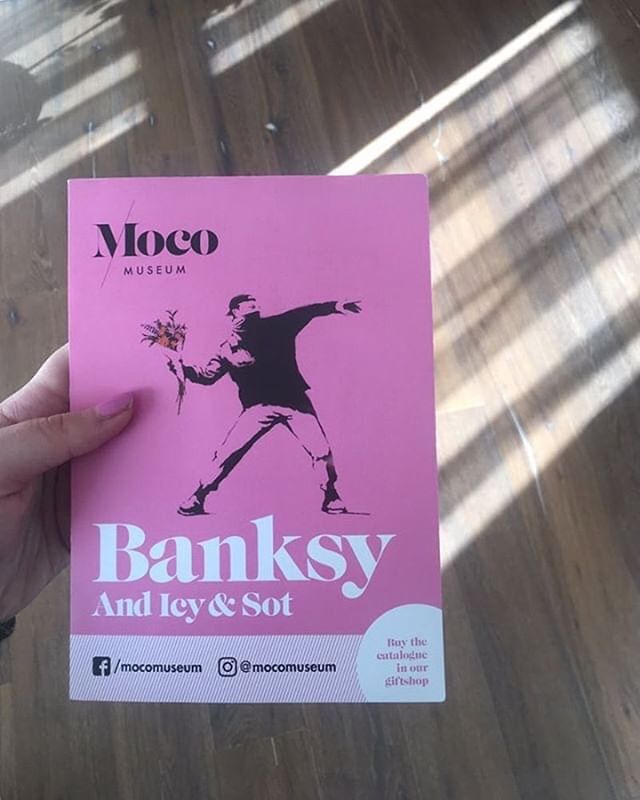 Moco
MUSEUM
Banksy
And Icy & Sot
/mocomuseum @mocomuseum
Buy the
catalogue
in our
giftshop